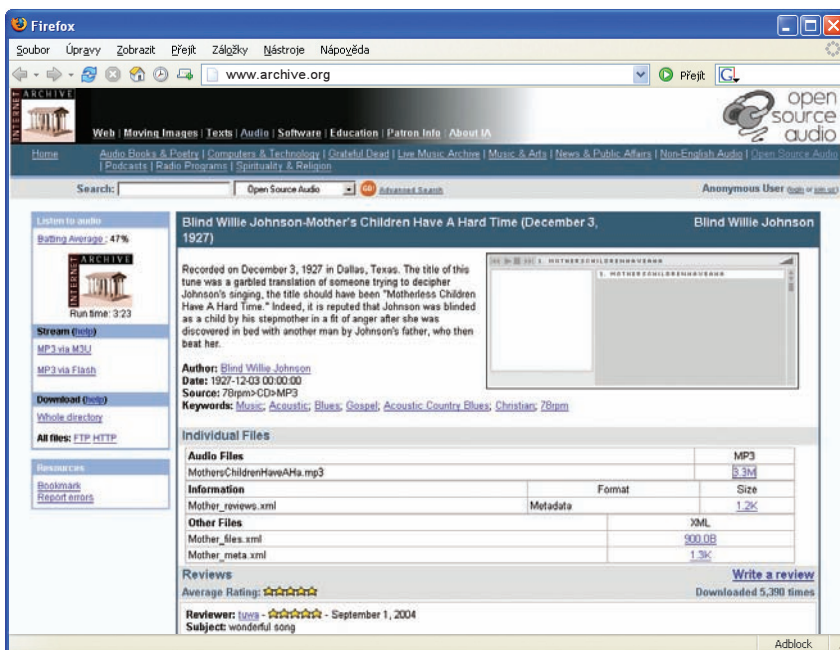 Firefox
Soubor Úpravy Zobrazit Přejít Záložky Nástroje Nápověda
www.archive.org Přejít G
INTERNET ARCHIVE
open source audio
Web | Moving Images | Texts | Audio | Software | Education | Patron Info | About IA
Home Audio Books & Poetry | Computers & Technology | Grateful Dead | Live Music Archive | Music & Arts | News & Public Affairs | Non-English Audio | Open Source Audio
| Podcasts | Radio Programs | Spirituality & Religion
Search: Open Source Audio GO! Advanced Search Anonymous User (login or join us)
Listen to audio
Batting Average : 47%
INTERNET ARCHIVE
Run time: 3:23
Stream (help)
MP3 via M3U
MP3 via Flash
Download (help)
Whole directory
All files: FTP HTTP
Resources
Bookmark
Report errors
Blind Willie Johnson-Mother's Children Have A Hard Time (December 3, 1927) Blind Willie Johnson
Recorded on December 3, 1927 in Dallas, Texas. The title of this
tune was a garbled translation of someone trying to decipher
Johnson's singing, the title should have been "Motherless Children
Have A Hard Time." Indeed, it is reputed that Johnson was blinded
as a child by his stepmother in a fit of anger after she was
discovered in bed with another man by Johnson's father, who then
beat her.
1. MOTHERSCHILDRENHAVEAHA
1. MOTHERSCHILDRENHAVEAHA
Author: Blind Willie Johnson
Date: 1927-12-03 00:00:00
Source: 78rpm>CD>MP3
Keywords: Music; Acoustic; Blues; Gospel; Acoustic Country Blues; Christian; 78rpm
Individual Files
Audio Files MP3
MothersChildrenHaveAHa.mp3 3.3M
Information Format Size
Mother_reviews.xml Metadata 1.2K
Other Files XML
Mother_files.xml 900.0B
Mother_meta.xml 1.3K
Reviews Write a review
Average Rating: Downloaded 5,390 times
Reviewer: tuwa - - September 1, 2004
Subject: wonderful song
Adblock